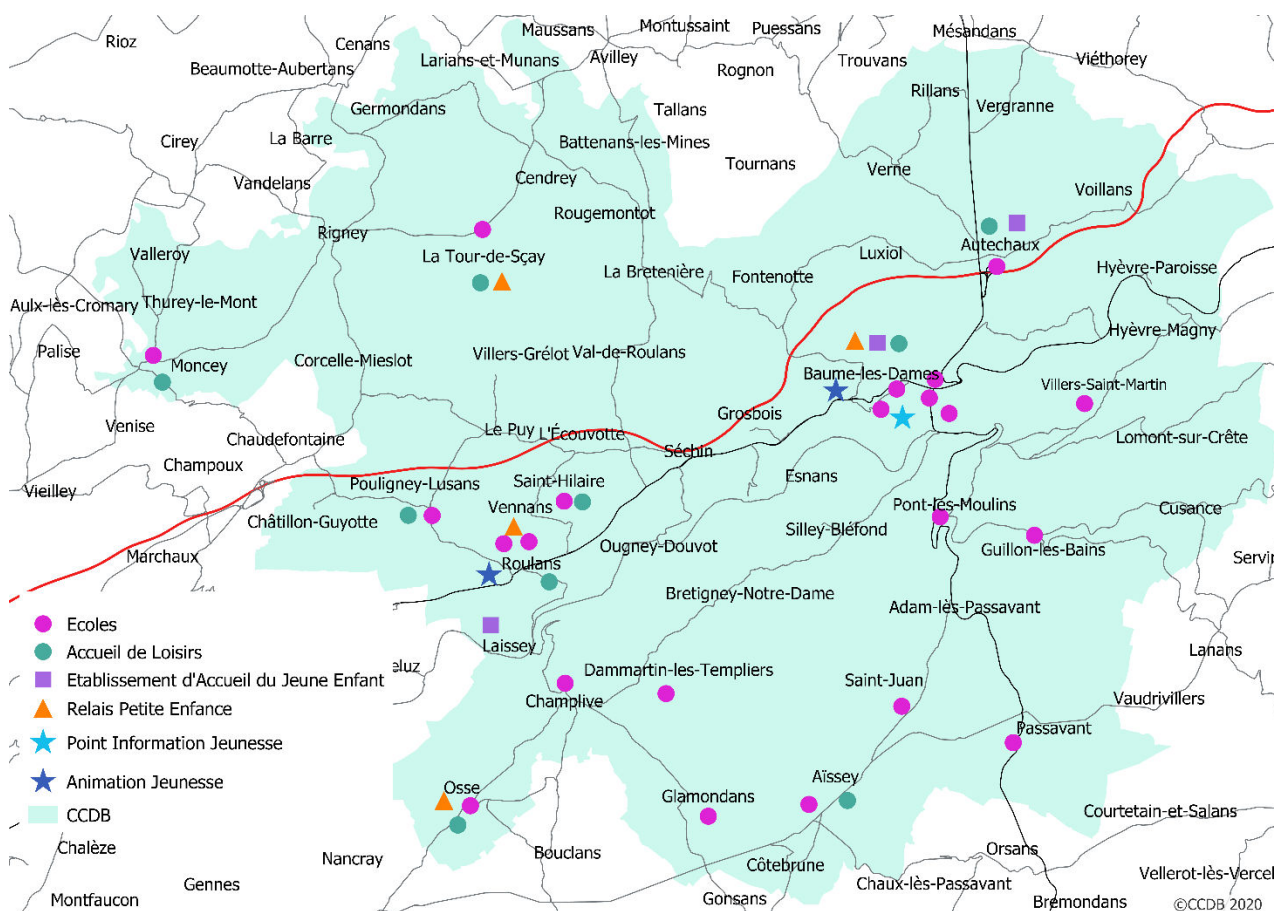 Maussans
Montussaint
Puessans
Mésandans
Rioz
Cenans
Viéthorey
Beaumotte-Aubertans
Larians-et-Munans
Avilley
Rognon
Trouvans
Rillans
Germondans
Tallans
Vergranne
Cirey
La Barre
Battenans-les-Mines
Tournans
Verne
Vandelans
Cendrey
Voillans
Rougemontot
Rigney
Valleroy
La Tour-de-Sçay
Luxiol
Autechaux
La Bretenière
Fontenotte
Hyèvre-Paroisse
Aulx-lès-Cromary
Thurey-le-Mont
Hyèvre-Magny
Palise
Moncey
Corcelle-Mieslot
Villers-Grélot
Val-de-Roulans
Baume-les-Dames
Villers-Saint-Martin
Venise
Grosbois
Chaudefontaine
Le Puy
L'Écouvotte
Lomont-sur-Crête
Séchin
Champoux
Esnans
Vieilley
Pouligney-Lusans
Saint-Hilaire
Vennans
Pont-les-Moulins
Cusance
Châtillon-Guyotte
Silley-Bléfond
Marchaux
Ougney-Douvot
Guillon-les-Bains
Servin
Roulans
Bretigney-Notre-Dame
Adam-lès-Passavant
Laissey
Lanans
eluz
Dammartin-les-Templiers
Saint-Juan
Champlive
Vaudrivillers
Passavant
Osse
Glamondans
Aïssey
Courtetain-et-Salans
Chalèze
Nancray
Bouclans
Côtebrune
Orsans
Gennes
Gonsans
Chaux-lès-Passavant
Vellerot-lès-Vercel
Montfaucon
Bremondans
Ecoles
Accueil de Loisirs
Etablissement d'Accueil du Jeune Enfant
Relais Petite Enfance
Point Information Jeunesse
Animation Jeunesse
CCDB
©CCDB 2020